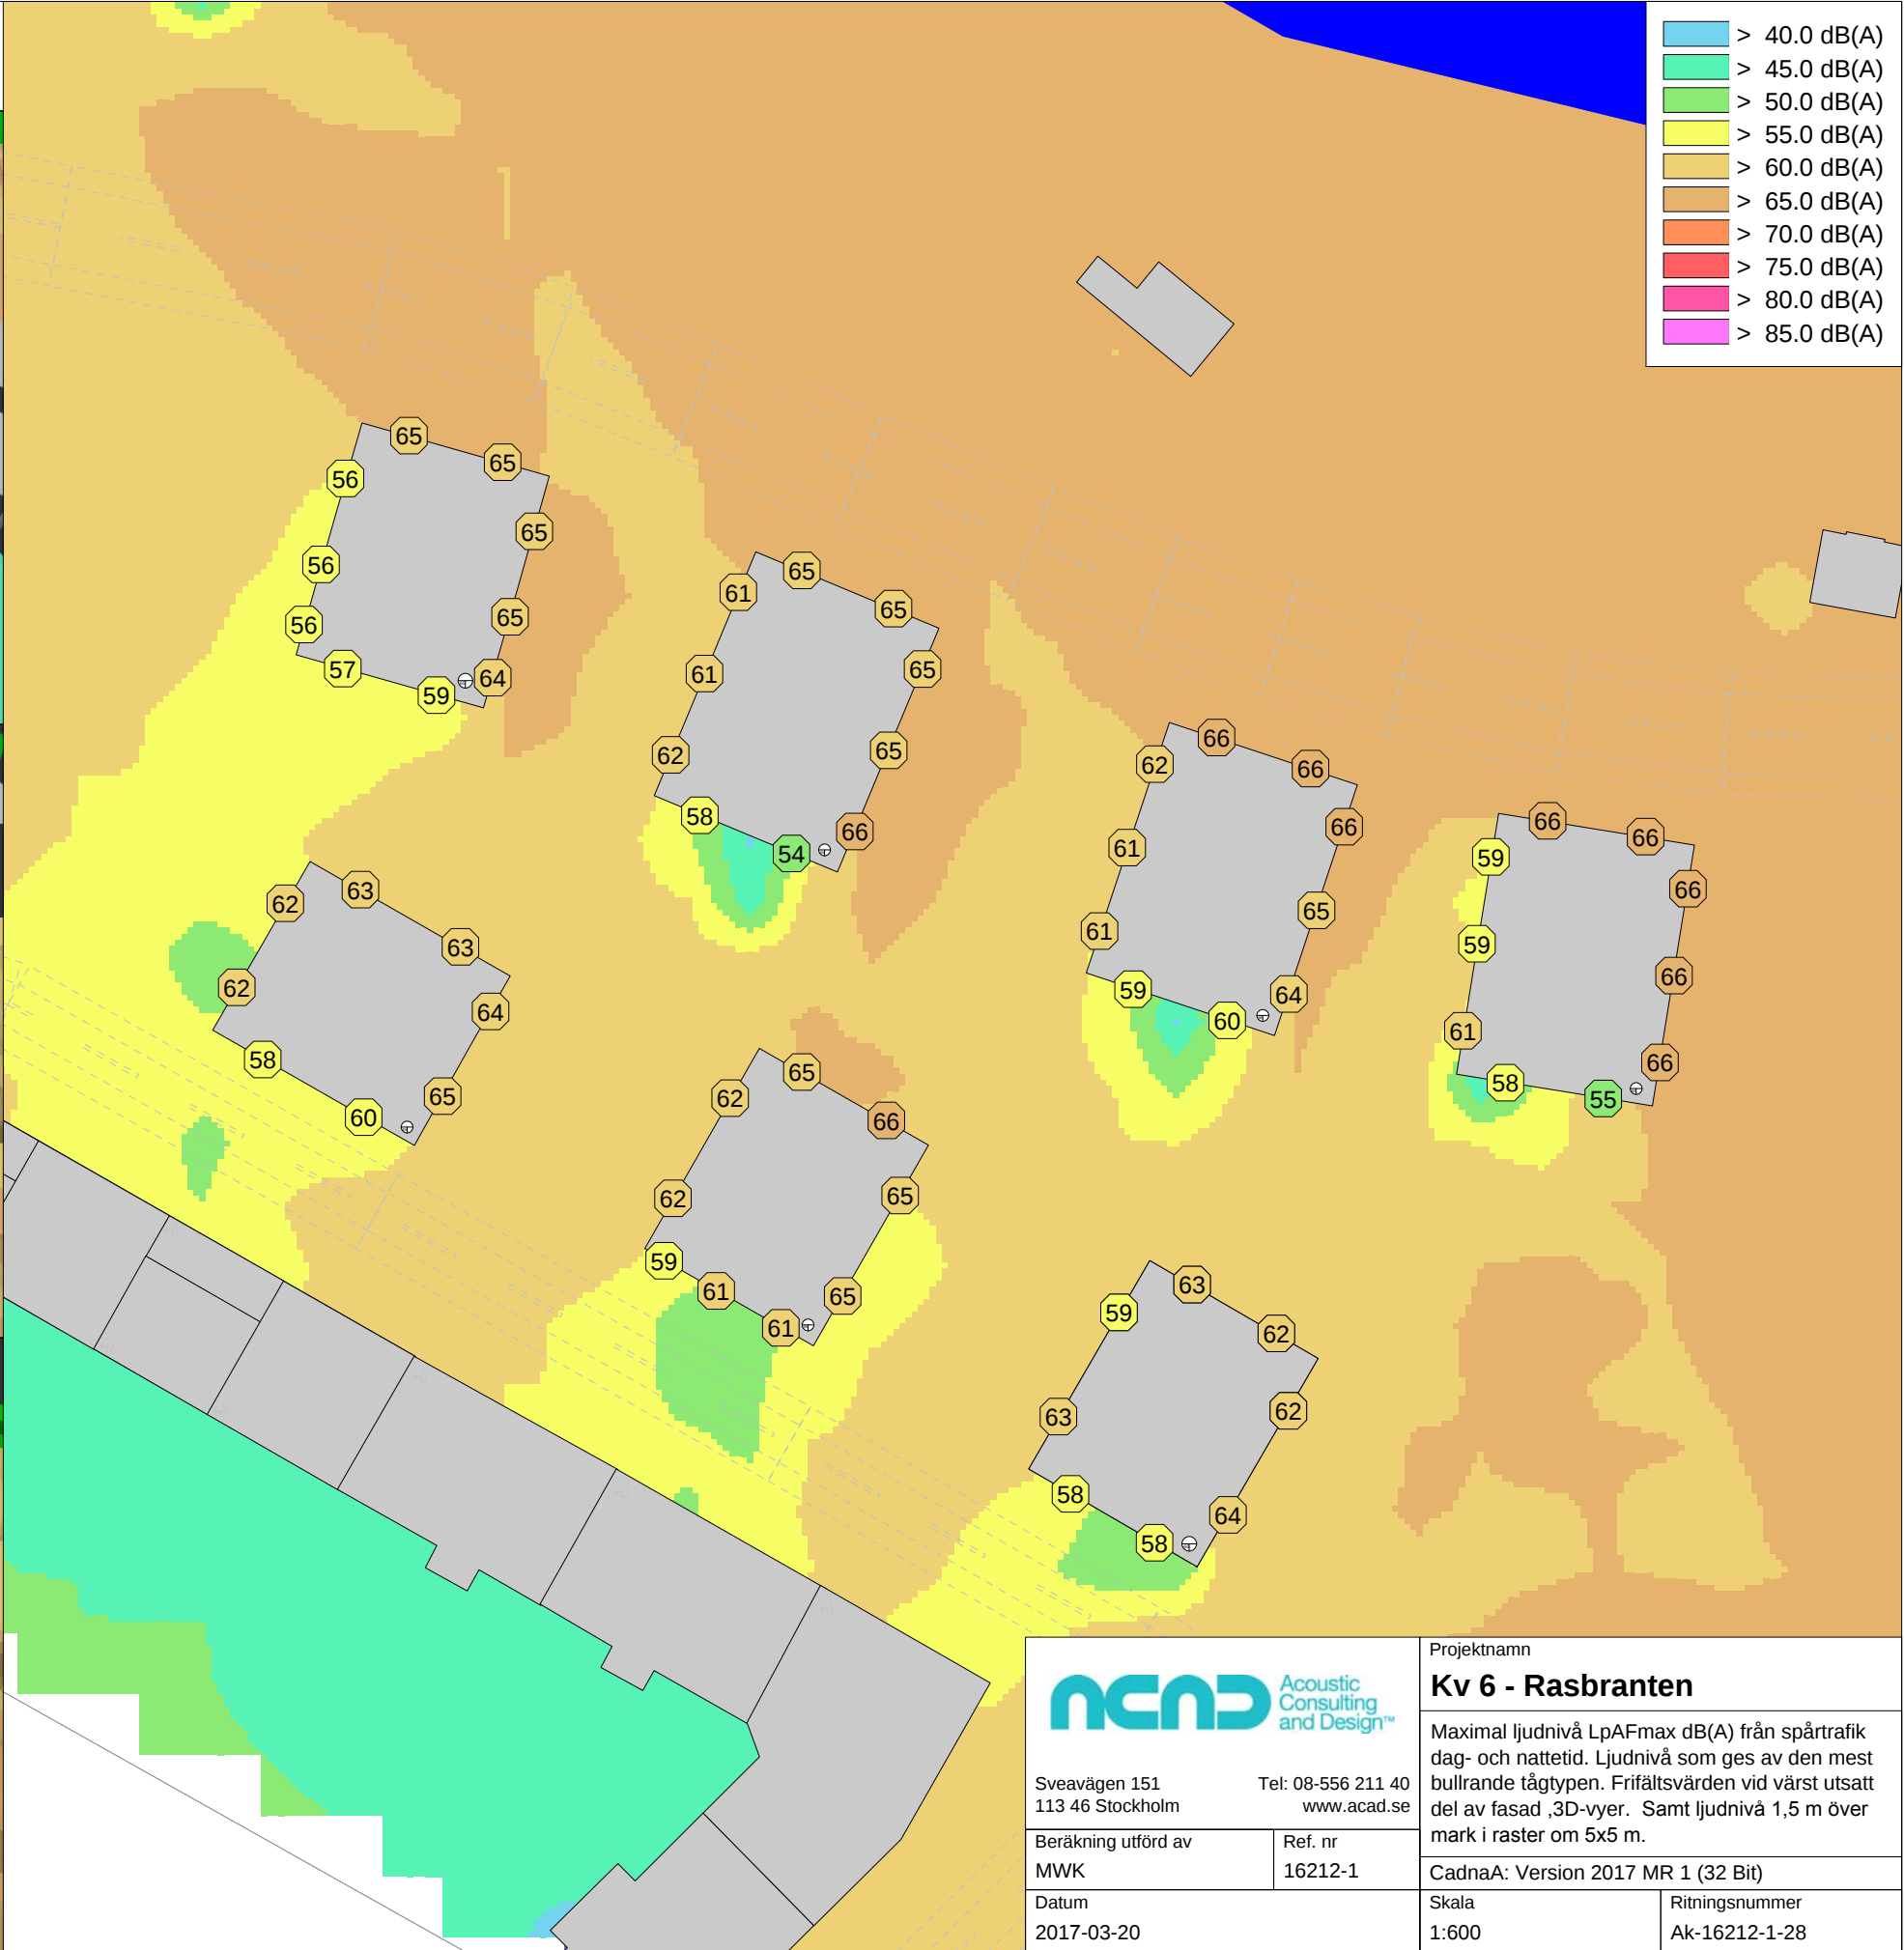 > 40.0 dB(A)
> 45.0 dB(A)
> 50.0 dB(A)
> 55.0 dB(A)
> 60.0 dB(A)
> 65.0 dB(A)
> 70.0 dB(A)
> 75.0 dB(A)
> 80.0 dB(A)
> 85.0 dB(A)
65
65
56
65
56
65
56
57
64
59
65
61
65
61
65
62
65
58
66
54
66
66
62
66
61
65
61
59
64
60
66
66
59
66
59
66
61
66
58
55
63
62
63
62
64
58
65
60
65
62
66
62
65
59
61
65
61
63
59
62
63
62
58
64
58
ACAD
Acoustic
Consulting
and Design™
Sveavägen 151 Tel: 08-556 211 40
113 46 Stockholm www.acad.se
Beräkning utförd av
MWK
Ref. nr
16212-1
Datum
2017-03-20
Projektnamn
Kv 6 - Rasbranten
Maximal ljudnivå LpAFmax dB(A) från spårtrafik
dag- och nattetid. Ljudnivå som ges av den mest
bullrande tågtypen. Frifältsvärden vid värst utsatt
del av fasad ,3D-vyer. Samt ljudnivå 1,5 m över
mark i raster om 5x5 m.
CadnaA: Version 2017 MR 1 (32 Bit)
Skala
1:600
Ritningsnummer
Ak-16212-1-28